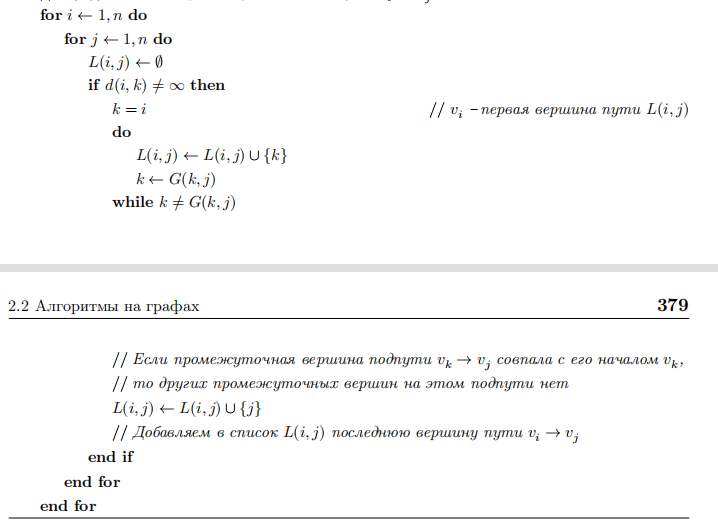 for i ← 1, n do
for j ← 1, n do
L(i, j) ← ∅
if d(i, k) ≠ ∞ then
k = i // v_i – первая вершина пути L(i, j)
do
L(i, j) ← L(i, j) ∪ {k}
k ← G(k, j)
while k ≠ G(k, j)
2.2 Алгоритмы на графах 379
// Если промежуточная вершина подпути v_k → v_j совпала с его началом v_k,
// то других промежуточных вершин на этом подпути нет
L(i, j) ← L(i, j) ∪ {j}
// Добавляем в список L(i, j) последнюю вершину пути v_i → v_j
end if
end for
end for